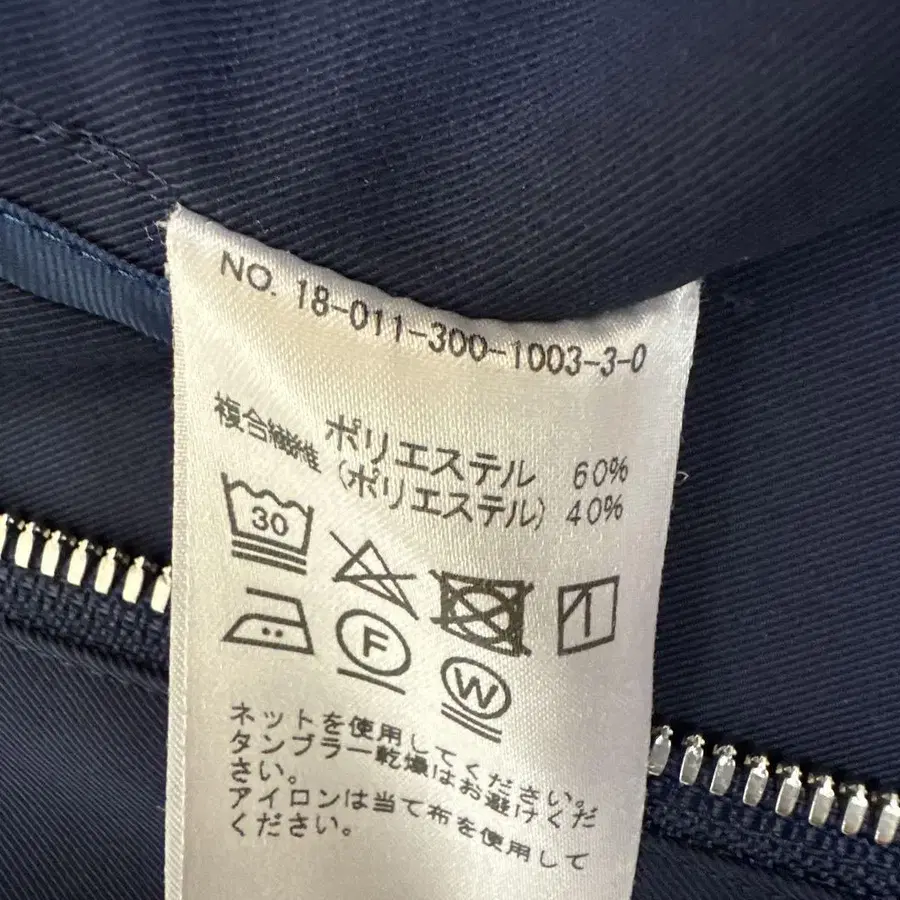 NO. 18-011-300-1003-3-0
ポリエステル 60%
複合繊維(ポリエステル) 40%
30
F
W
ネットを使用してください。
タンブラー乾燥はお避けくだ
さい。
アイロンは当て布を使用して
ください。